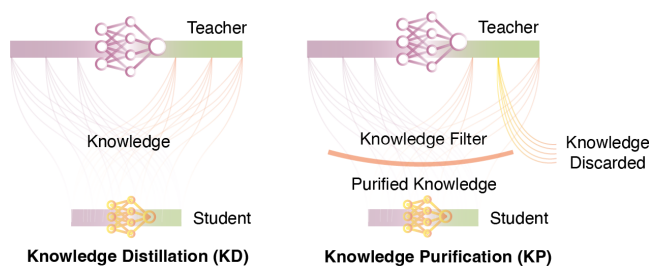 Teacher
Knowledge
Student
Knowledge Distillation (KD)
Teacher
Knowledge Filter
Knowledge
Discarded
Purified Knowledge
Student
Knowledge Purification (KP)